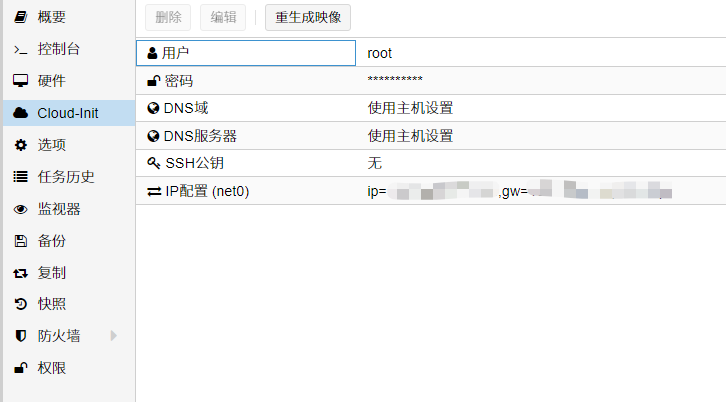 删除 编辑 重生成映像
概要
控制台
硬件
Cloud-Init
选项
任务历史
监视器
备份
复制
快照
防火墙
权限
用户 root
密码 **********
DNS域 使用主机设置
DNS服务器 使用主机设置
SSH公钥 无
IP配置 (net0) ip= ,gw=